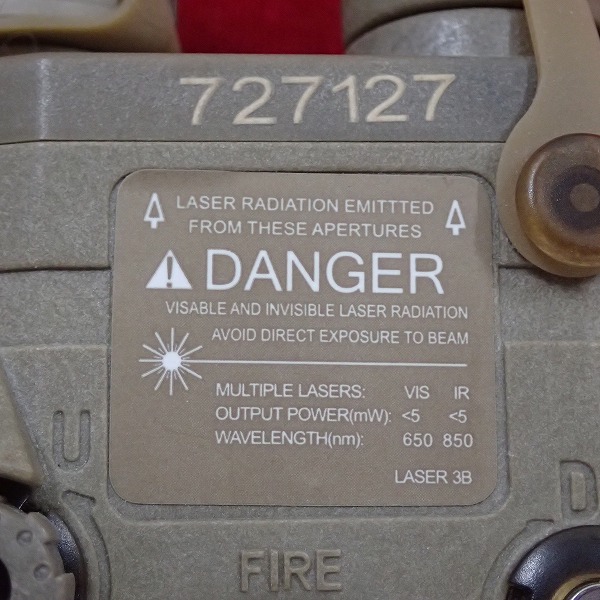 727127
LASER RADIATION EMITTTED
FROM THESE APERTURES
DANGER
VISABLE AND INVISIBLE LASER RADIATION
AVOID DIRECT EXPOSURE TO BEAM
MULTIPLE LASERS: VIS IR
OUTPUT POWER(mW): <5 <5
WAVELENGTH(nm): 650 850
LASER 3B
U
D
FIRE